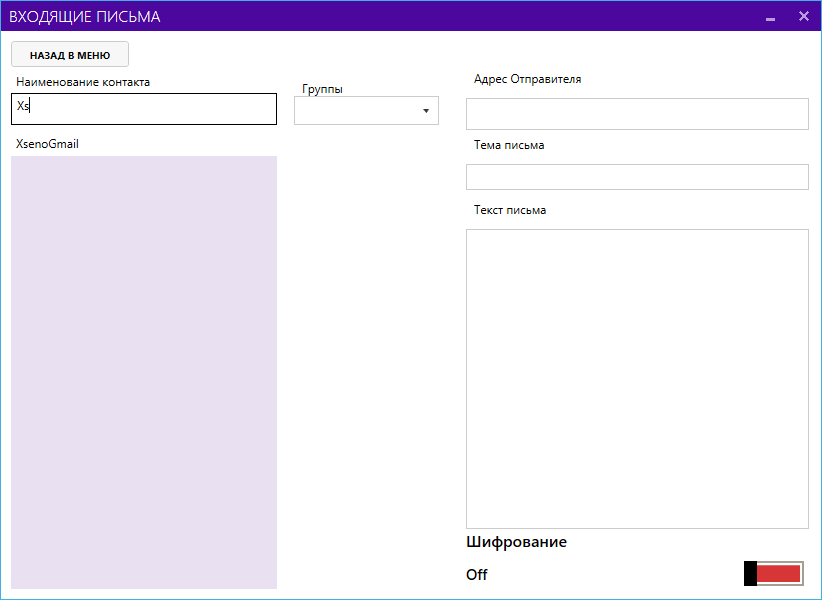 ВХОДЯЩИЕ ПИСЬМА
НАЗАД В МЕНЮ
Наименование контакта
Xs
XsenoGmail
Группы
Адрес Отправителя
Тема письма
Текст письма
Шифрование
Off